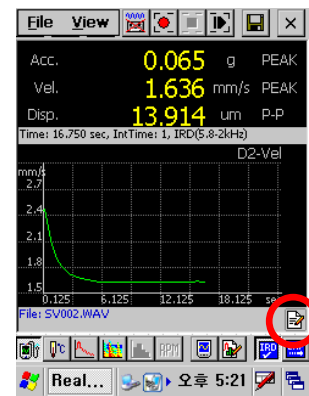 File View
Acc. 0.065 g PEAK
Vel. 1.636 mm/s PEAK
Disp. 13.914 um P-P
Time: 16.750 sec, IntTime: 1, IRD(5.8-2kHz)
D2-Vel
mm/s
2.7
2.4
2.1
1.8
1.5
0.125 6.125 12.125 18.125 sec
File: SV002.WAV
°C RPM IRD
Real... 오후 5:21